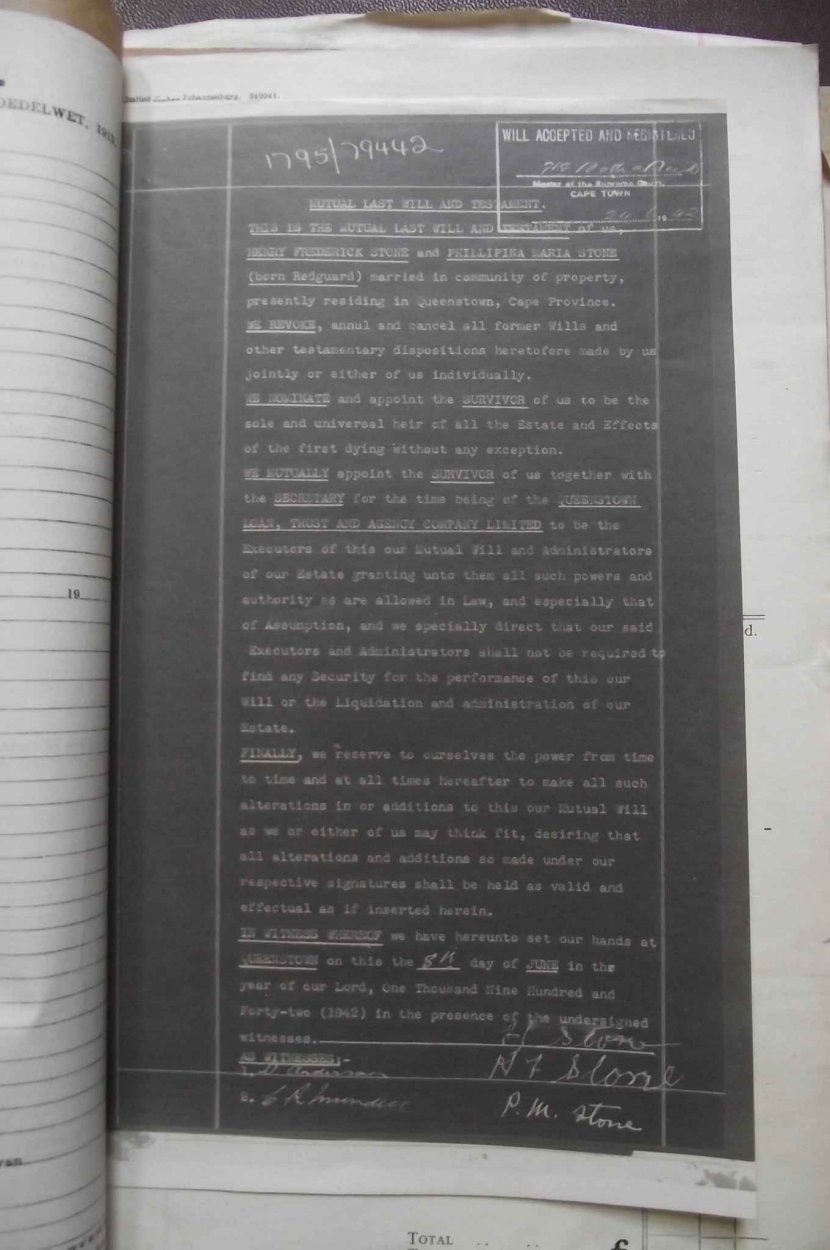 OEDELWET, 1913
Johannesburg.
1795/79442
WILL ACCEPTED AND REGISTERED
Master of the Supreme Court,
CAPE TOWN
19
MUTUAL LAST WILL AND TESTAMENT.
THIS IS THE MUTUAL LAST WILL AND TESTAMENT of us,
HENRY FREDERICK STONE and PHILLIPINA MARIA STONE
(born Redguard) married in community of property,
presently residing in Queenstown, Cape Province.
WE REVOKE, annul and cancel all former Wills and
other testamentary dispositions heretofore made by us
jointly or either of us individually.
WE NOMINATE and appoint the SURVIVOR of us to be the
sole and universal heir of all the Estate and Effects
of the first dying without any exception.
WE MUTUALLY appoint the SURVIVOR of us together with
the SECRETARY for the time being of the QUEENSTOWN
LOAN, TRUST AND AGENCY COMPANY LIMITED to be the
Executors of this our Mutual Will and Administrators
of our Estate granting unto them all such powers and
authority as are allowed in Law, and especially that
of Assumption, and we specially direct that our said
Executors and Administrators shall not be required to
find any Security for the performance of this our
Will or the Liquidation and administration of our
Estate.
FINALLY, we reserve to ourselves the power from time
to time and at all times hereafter to make all such
alterations in or additions to this our Mutual Will
as we or either of us may think fit, desiring that
all alterations and additions so made under our
respective signatures shall be held as valid and
effectual as if inserted herein.
IN WITNESS WHEREOF we have hereunto set our hands at
QUEENSTOWN on this the 8th day of JUNE in the
year of our Lord, One Thousand Nine Hundred and
Forty-two (1942) in the presence of the undersigned
witnesses.
Stone
AS WITNESSES:-
1. Anderson
H F Stone
2.
P. M. Stone
19
d.
TOTAL
£